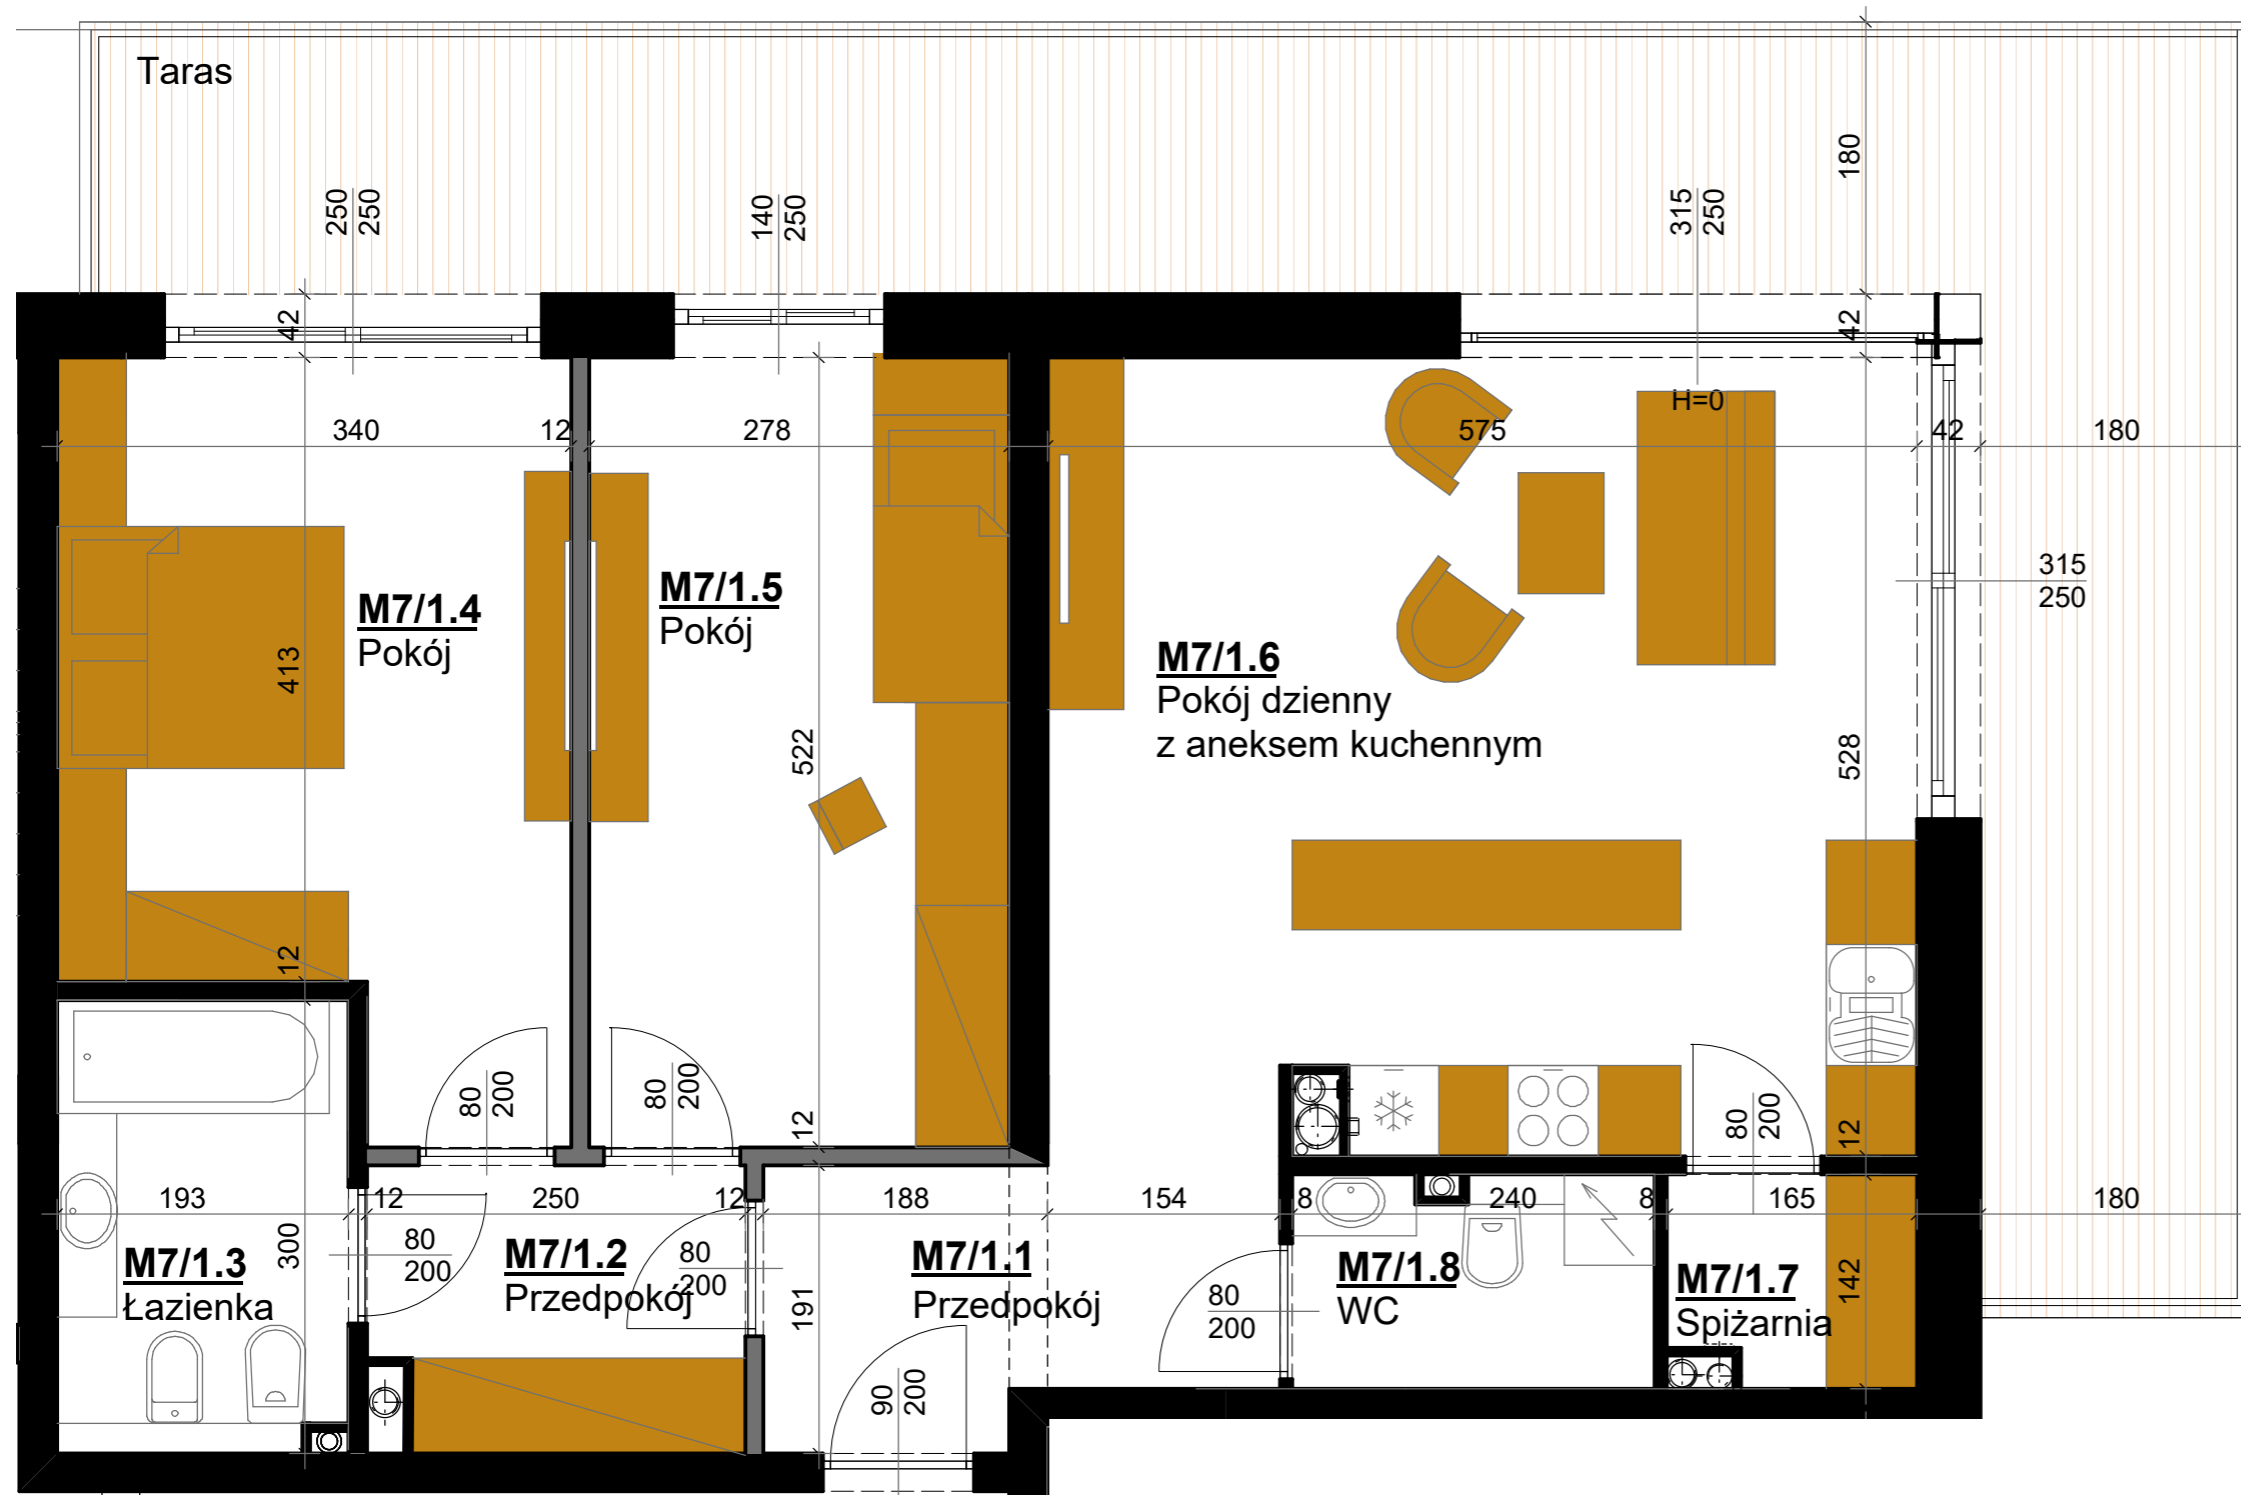 Taras
180
250
250
140
250
315
250
42
42
H=0
340
12
278
575
42
180
315
250
M7/1.4
Pokój
M7/1.5
Pokój
M7/1.6
Pokój dzienny
z aneksem kuchennym
413
522
528
12
80
200
80
200
12
80
200
12
193
12
250
12
188
154
8
240
8
165
180
300
M7/1.3
Łazienka
80
200
M7/1.2
Przedpokój
80
200
M7/1.1
Przedpokój
191
80
200
M7/1.8
WC
M7/1.7
Spiżarnia
142
90
200